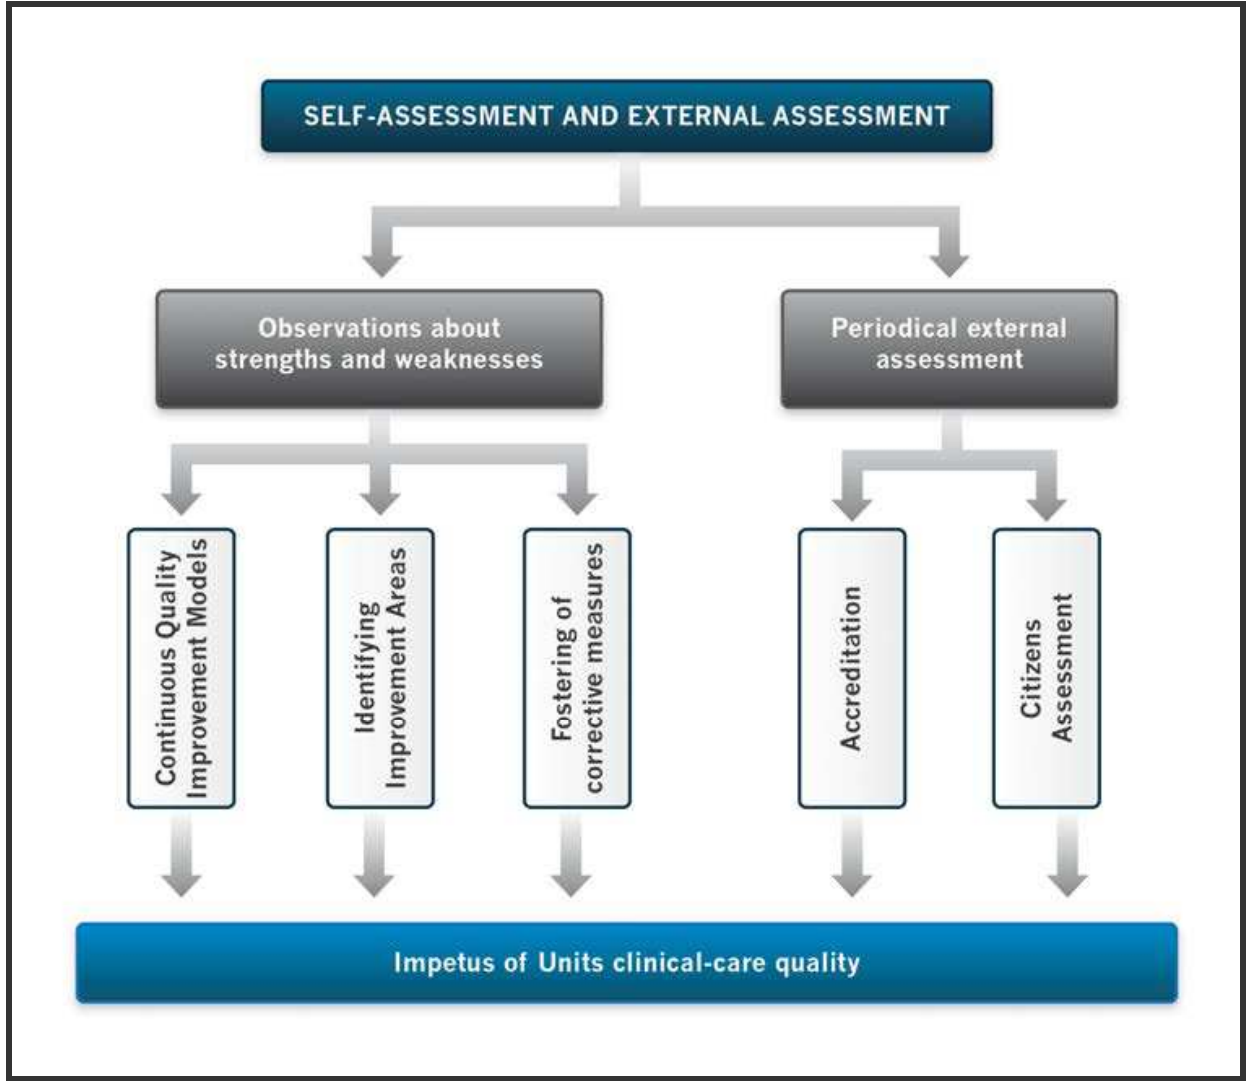 SELF-ASSESSMENT AND EXTERNAL ASSESSMENT
Observations about
strengths and weaknesses
Periodical external
assessment
Continuous Quality
Improvement Models
Identifying
Improvement Areas
Fostering of
corrective measures
Accreditation
Citizens
Assessment
Impetus of Units clinical-care quality